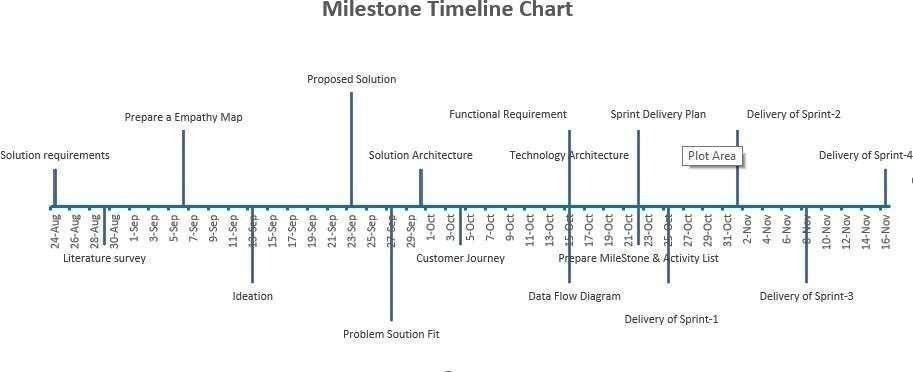 Milestone Timeline Chart
Proposed Solution
Prepare a Empathy Map
Functional Requirement
Sprint Delivery Plan
Delivery of Sprint-2
Solution requirements
Solution Architecture
Technology Architecture
Plot Area
Delivery of Sprint-4
24-Aug
26-Aug
28-Aug
30-Aug
1-Sep
3-Sep
5-Sep
7-Sep
9-Sep
11-Sep
13-Sep
15-Sep
17-Sep
19-Sep
21-Sep
23-Sep
25-Sep
27-Sep
29-Sep
1-Oct
3-Oct
5-Oct
7-Oct
9-Oct
11-Oct
13-Oct
15-Oct
17-Oct
19-Oct
21-Oct
23-Oct
25-Oct
27-Oct
29-Oct
31-Oct
2-Nov
4-Nov
6-Nov
8-Nov
10-Nov
12-Nov
14-Nov
16-Nov
Literature survey
Customer Journey
Prepare MileStone & Activity List
Ideation
Data Flow Diagram
Delivery of Sprint-3
Delivery of Sprint-1
Problem Soution Fit